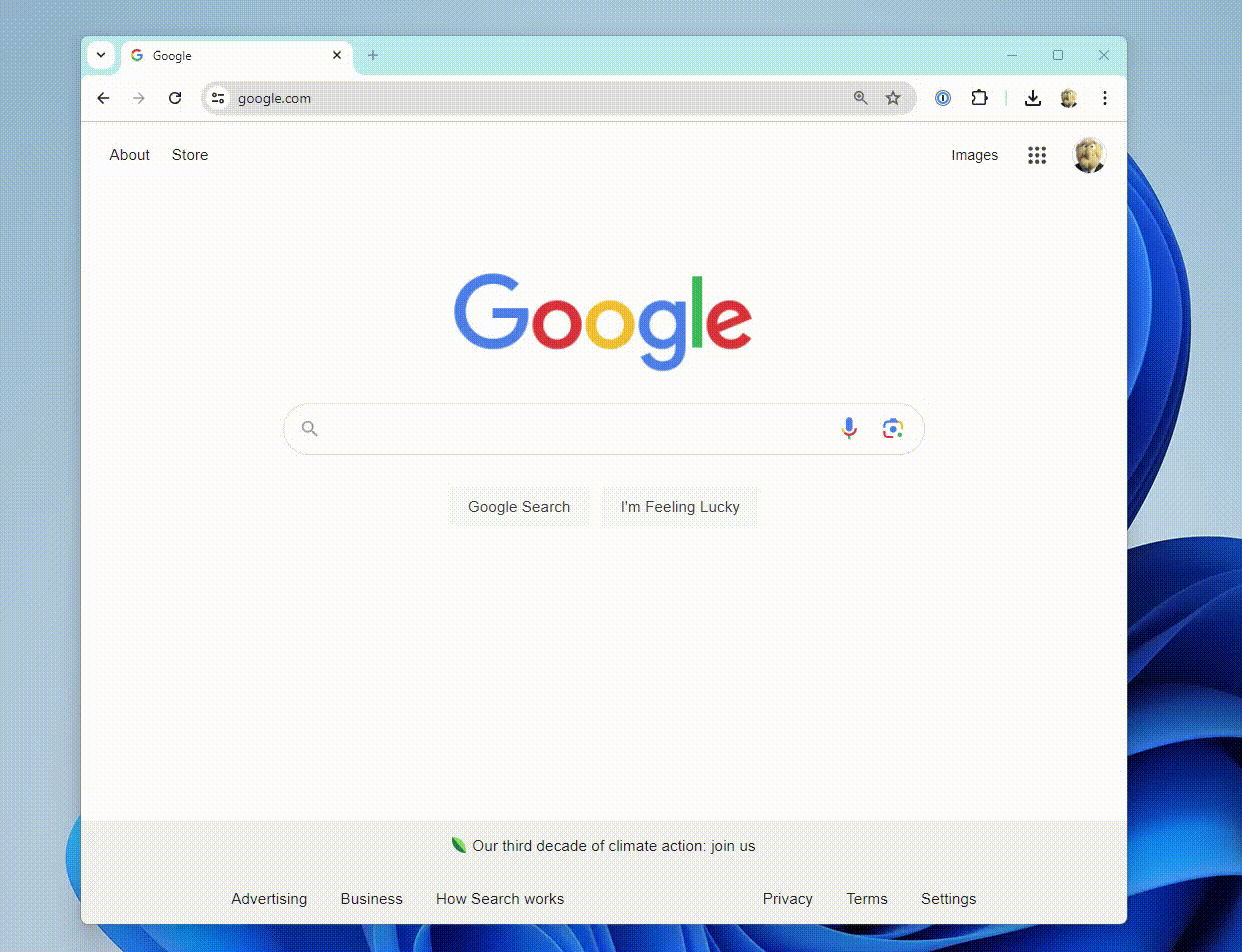 Google
google.com
About Store Images
Google
Google Search I'm Feeling Lucky
Our third decade of climate action: join us
Advertising Business How Search works Privacy Terms Settings